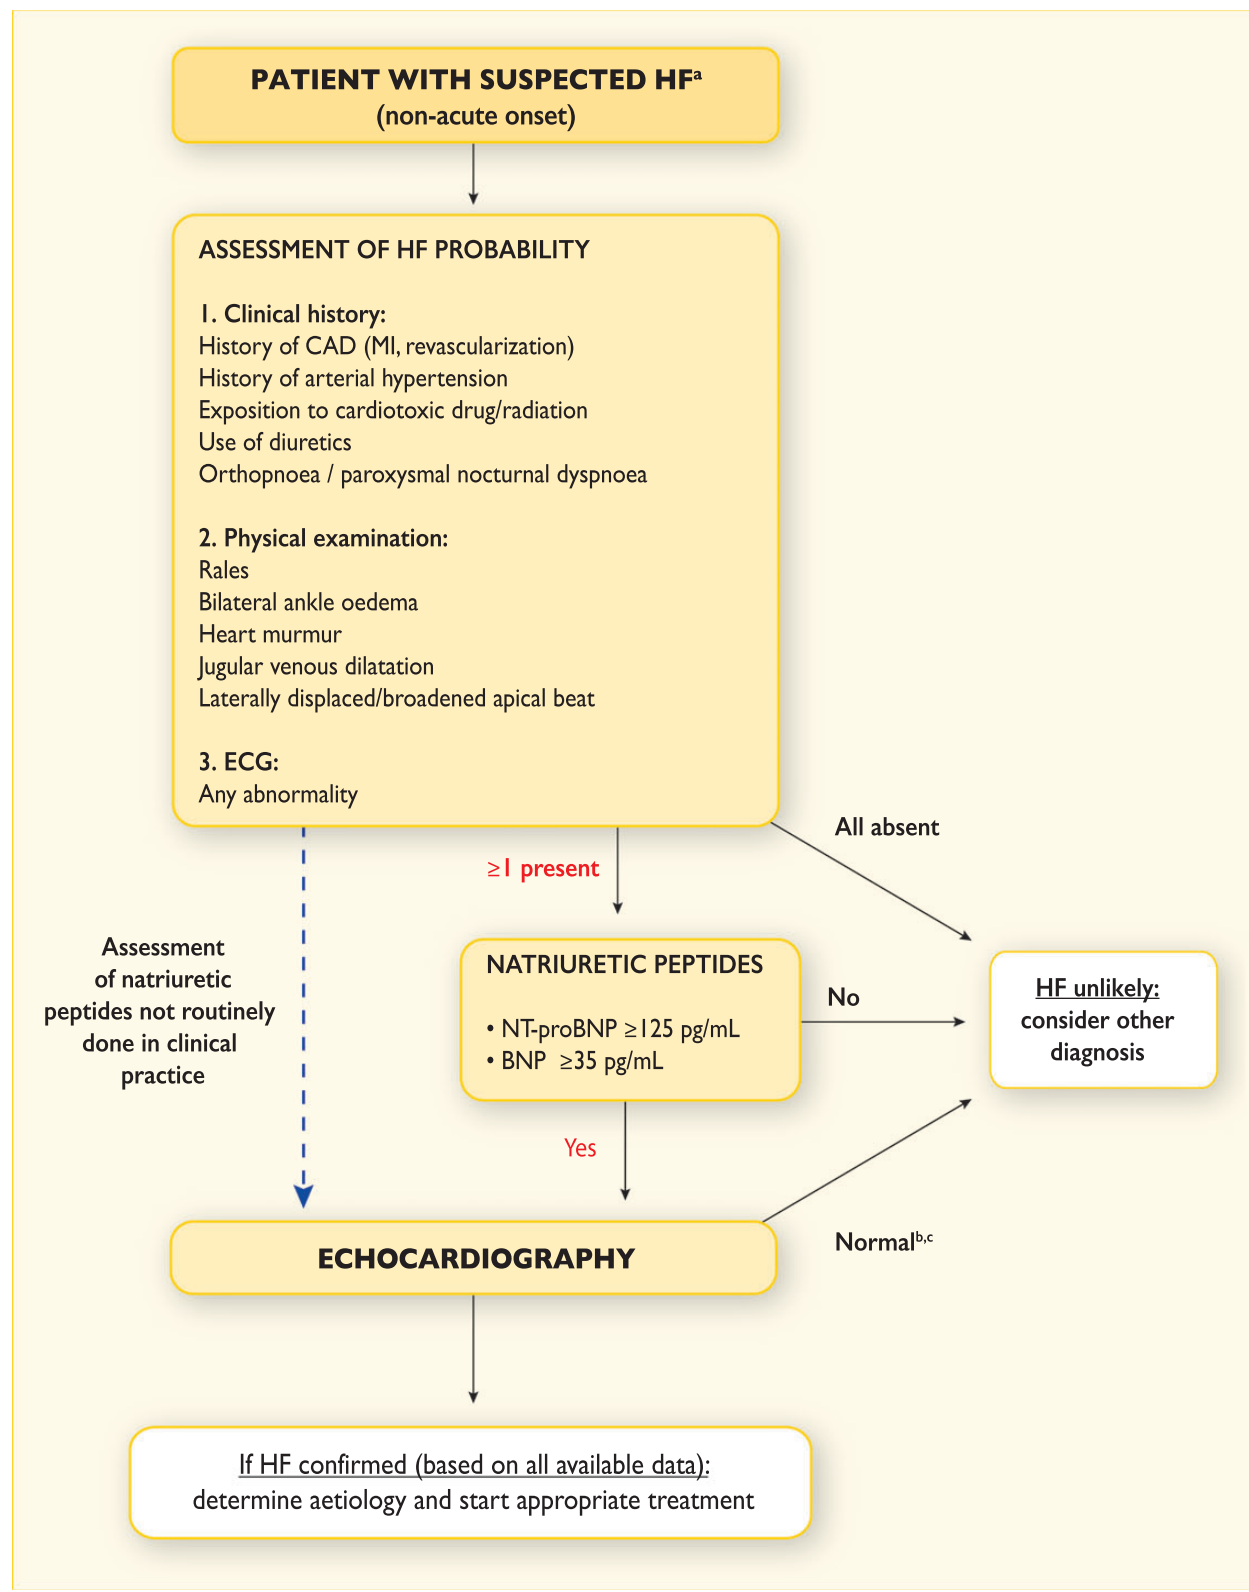 PATIENT WITH SUSPECTED HFᵃ
(non-acute onset)
ASSESSMENT OF HF PROBABILITY
1. Clinical history:
History of CAD (MI, revascularization)
History of arterial hypertension
Exposition to cardiotoxic drug/radiation
Use of diuretics
Orthopnoea / paroxysmal nocturnal dyspnoea
2. Physical examination:
Rales
Bilateral ankle oedema
Heart murmur
Jugular venous dilatation
Laterally displaced/broadened apical beat
3. ECG:
Any abnormality
All absent
≥1 present
Assessment
of natriuretic
peptides not routinely
done in clinical
practice
NATRIURETIC PEPTIDES
• NT-proBNP ≥125 pg/mL
• BNP ≥35 pg/mL
No
HF unlikely:
consider other
diagnosis
Yes
Normalᵇ,ᶜ
ECHOCARDIOGRAPHY
If HF confirmed (based on all available data):
determine aetiology and start appropriate treatment